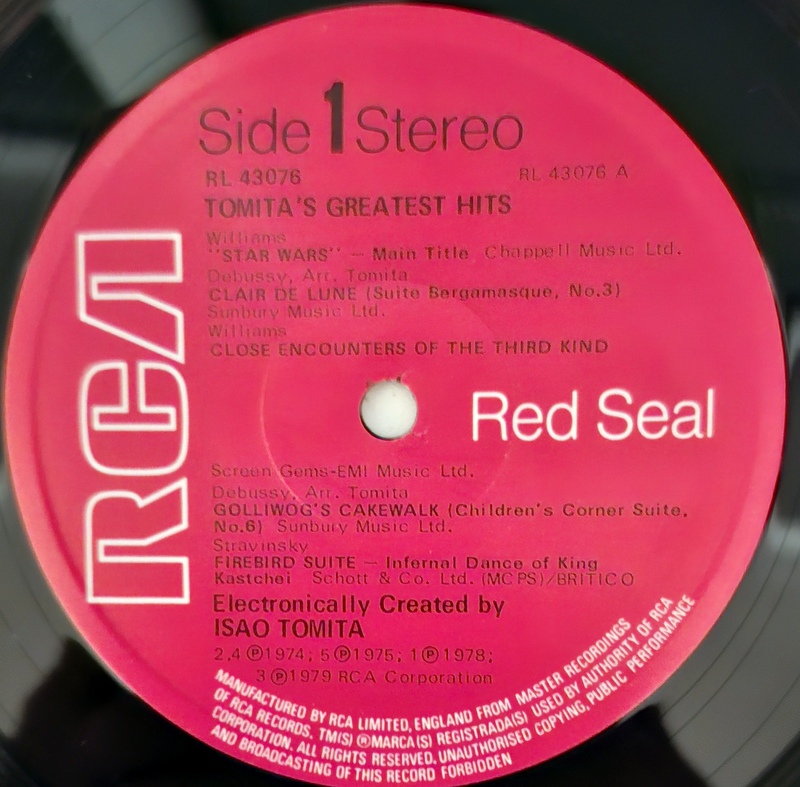 Side 1 Stereo
RL 43076
RL 43076 A
TOMITA'S GREATEST HITS
Williams
"STAR WARS" — Main Title Chappell Music Ltd.
Debussy, Arr. Tomita
CLAIR DE LUNE (Suite Bergamasque, No.3)
Sunbury Music Ltd.
Williams
CLOSE ENCOUNTERS OF THE THIRD KIND
RCA
Red Seal
Screen Gems-EMI Music Ltd.
Debussy, Arr. Tomita
GOLLIWOG'S CAKEWALK (Children's Corner Suite,
No.6) Sunbury Music Ltd.
Stravinsky
FIREBIRD SUITE — Infernal Dance of King
Kastchei Schott & Co. Ltd. (MCPS)/BRITICO
Electronically Created by
ISAO TOMITA
2,4 ℗1974; 5℗1975; 1℗1978;
3 ℗1979 RCA Corporation
MANUFACTURED BY RCA LIMITED, ENGLAND FROM MASTER RECORDINGS
OF RCA RECORDS, TM(S) ®MARCA(S) REGISTRADA(S) USED BY AUTHORITY OF RCA
CORPORATION. ALL RIGHTS RESERVED. UNAUTHORISED COPYING, PUBLIC PERFORMANCE
AND BROADCASTING OF THIS RECORD FORBIDDEN